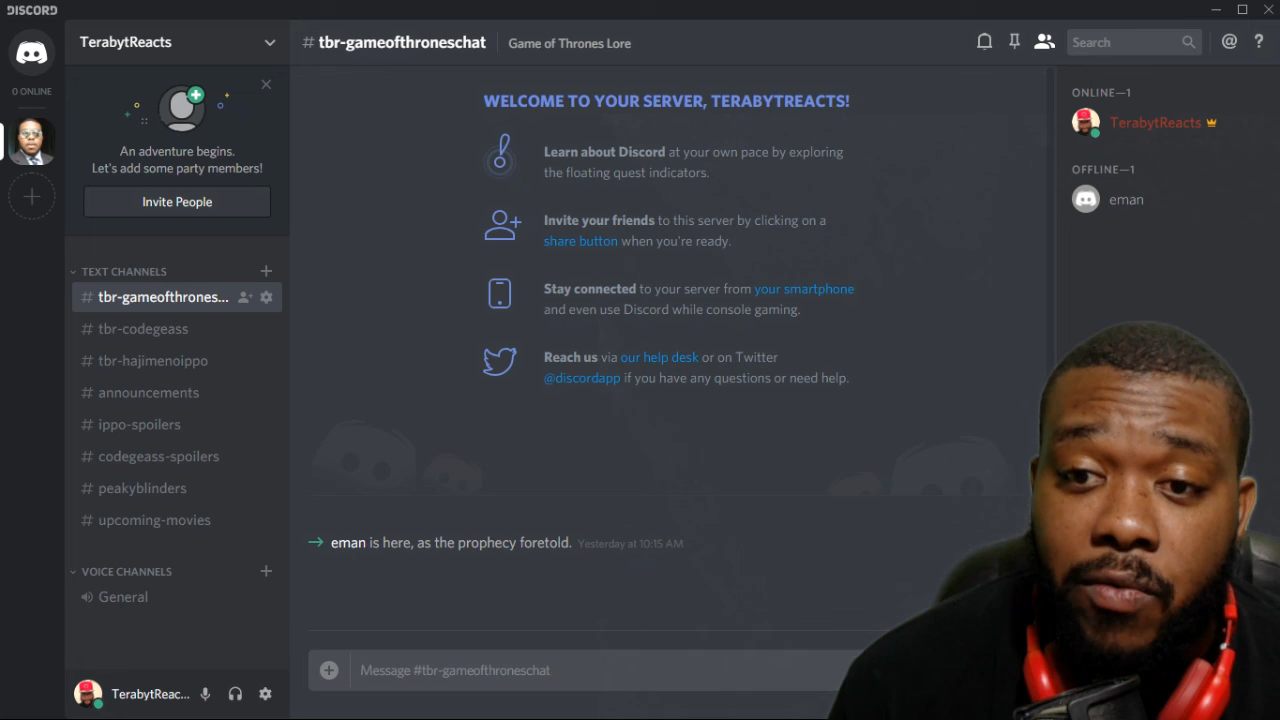 DISCORD
0 ONLINE
TerabytReacts
An adventure begins.
Let's add some party members!
Invite People
TEXT CHANNELS
# tbr-gameofthrones...
# tbr-codegeass
# tbr-hajimenoippo
# announcements
# ippo-spoilers
# codegeass-spoilers
# peakyblinders
# upcoming-movies
VOICE CHANNELS
General
TerabytReac...
# tbr-gameofthroneschat Game of Thrones Lore
Search @ ?
WELCOME TO YOUR SERVER, TERABYTREACTS!
Learn about Discord at your own pace by exploring
the floating quest indicators.
Invite your friends to this server by clicking on a
share button when you're ready.
Stay connected to your server from your smartphone
and even use Discord while console gaming.
Reach us via our help desk or on Twitter
@discordapp if you have any questions or need help.
eman is here, as the prophecy foretold. Yesterday at 10:15 AM
Message #tbr-gameofthroneschat
ONLINE—1
TerabytReacts
OFFLINE—1
eman